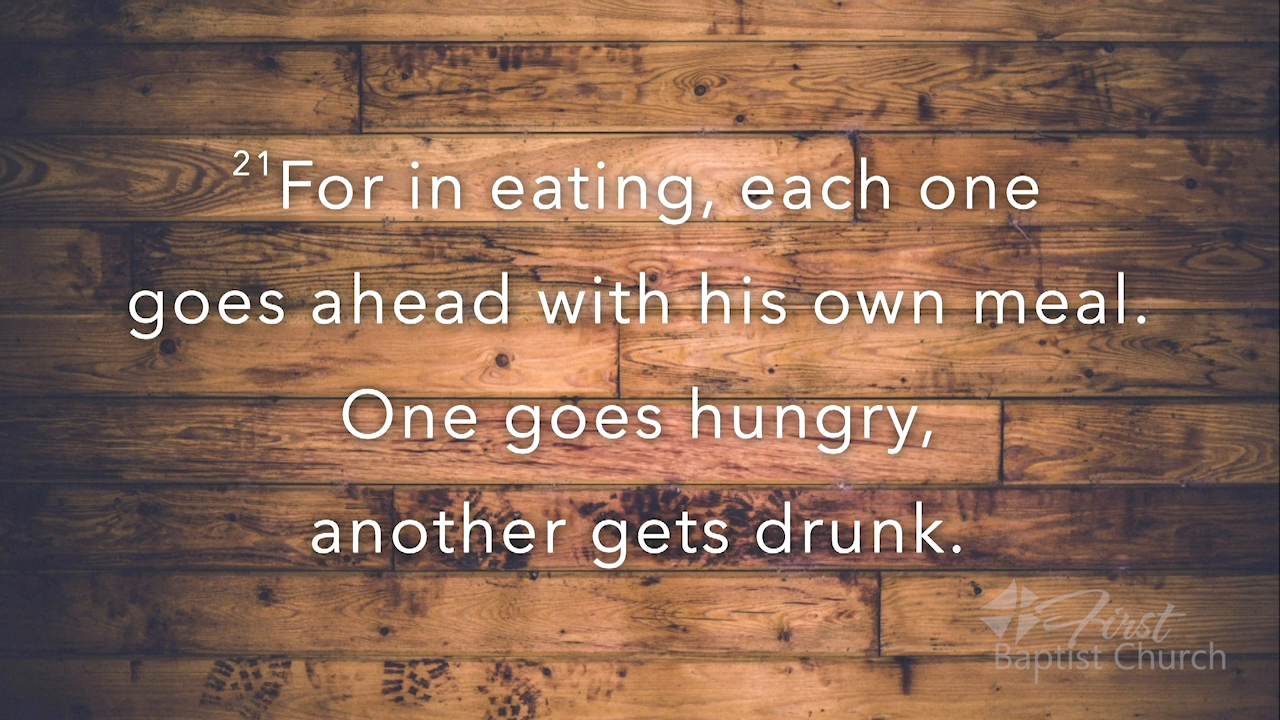 21For in eating, each one
goes ahead with his own meal.
One goes hungry,
another gets drunk.
First
Baptist Church